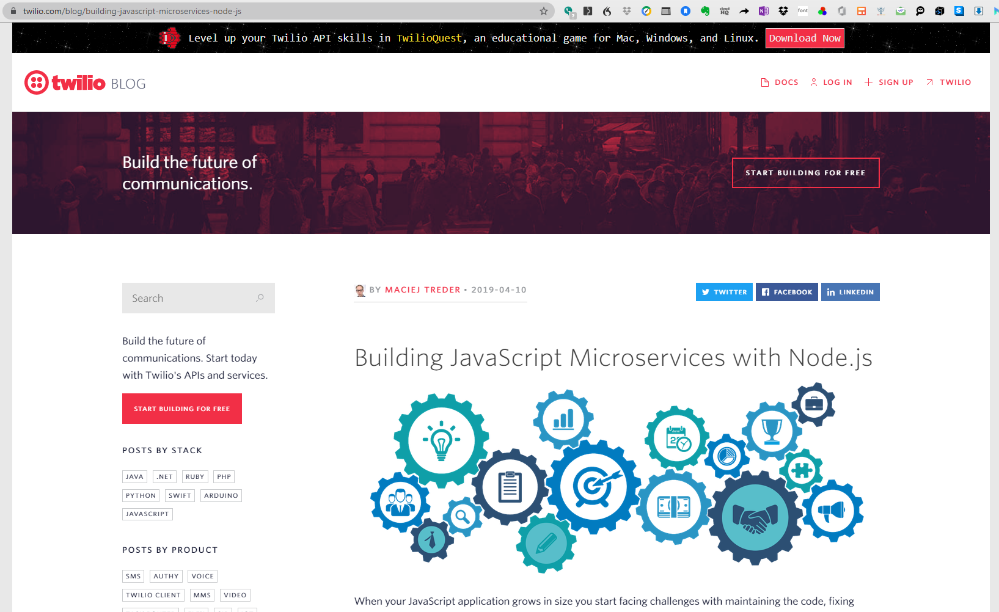 twilio.com/blog/building-javascript-microservices-node-js
cloud HQ
font
Level up your Twilio API skills in TwilioQuest, an educational game for Mac, Windows, and Linux. Download Now
twilio BLOG
DOCS LOG IN SIGN UP TWILIO
Build the future of
communications.
START BUILDING FOR FREE
Search
BY MACIEJ TREDER • 2019-04-10
TWITTER FACEBOOK LINKEDIN
Build the future of
communications. Start today
with Twilio's APIs and services.
START BUILDING FOR FREE
POSTS BY STACK
JAVA .NET RUBY PHP
PYTHON SWIFT ARDUINO
JAVASCRIPT
POSTS BY PRODUCT
SMS AUTHY VOICE
TWILIO CLIENT MMS VIDEO
Building JavaScript Microservices with Node.js
When your JavaScript application grows in size you start facing challenges with maintaining the code, fixing